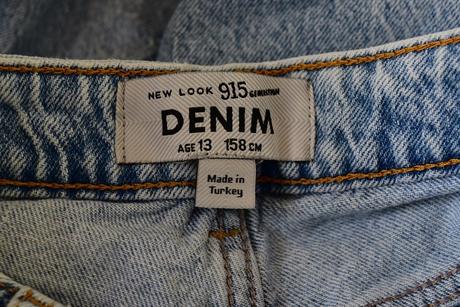 NEW LOOK 915 GENERATION
DENIM
AGE 13 158 CM
Made in
Turkey